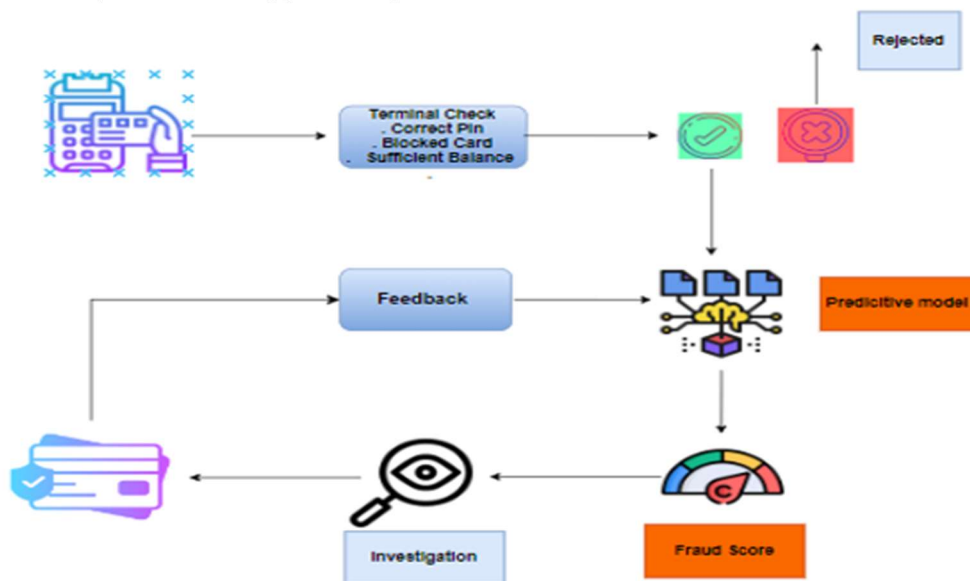 Rejected
Terminal Check
. Correct Pin
. Blocked Card
. Sufficient Balance
Feedback
Predicitive model
C
Investigation
Fraud Score